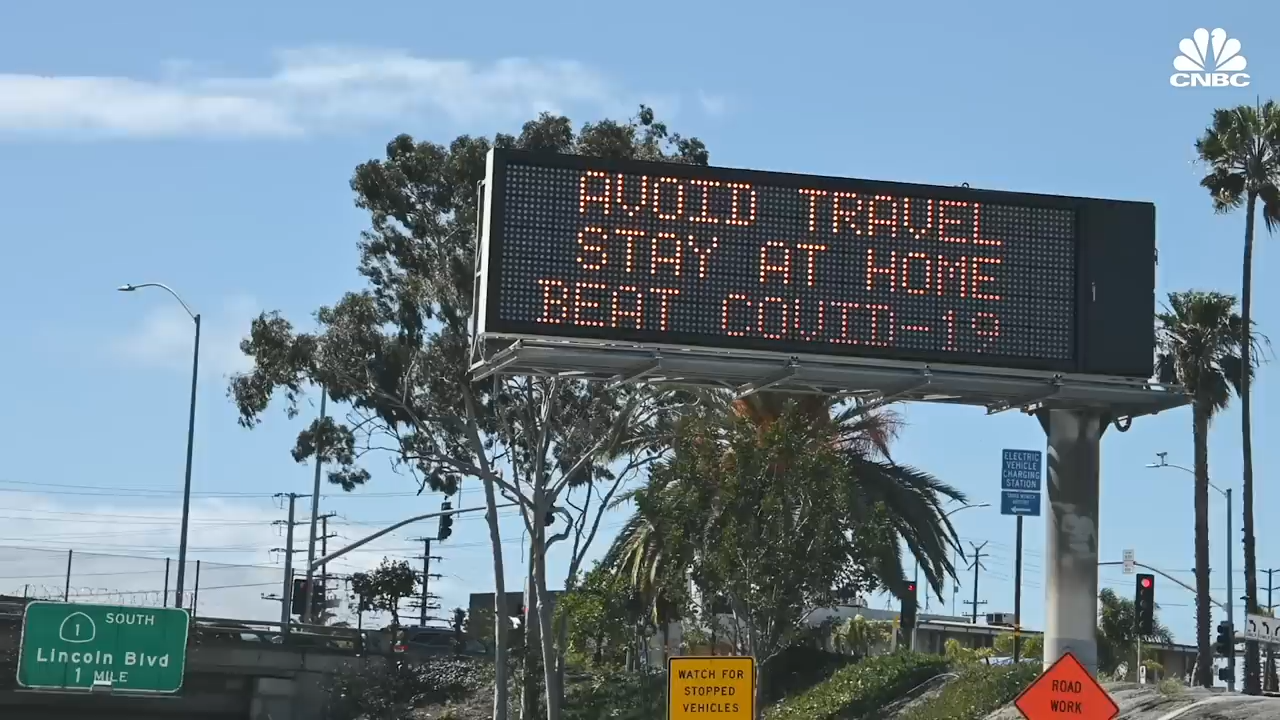 CNBC
AVOID TRAVEL
STAY AT HOME
BEAT COVID-19
ELECTRIC
VEHICLE
CHARGING
STATION
1
SOUTH
Lincoln Blvd
1 MILE
WATCH FOR
STOPPED
VEHICLES
ROAD
WORK